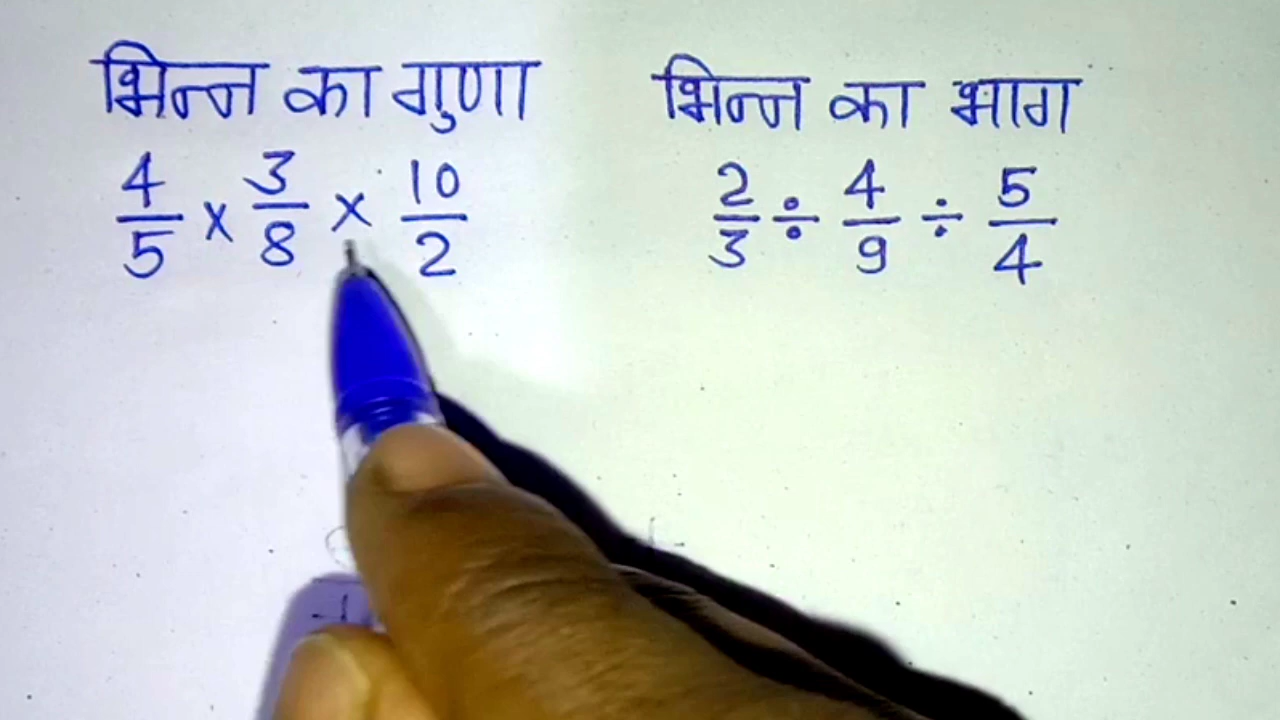 भिन्न का गुणा
4/5 × 3/8 × 10/2
भिन्न का भाग
2/3 ÷ 4/9 ÷ 5/4